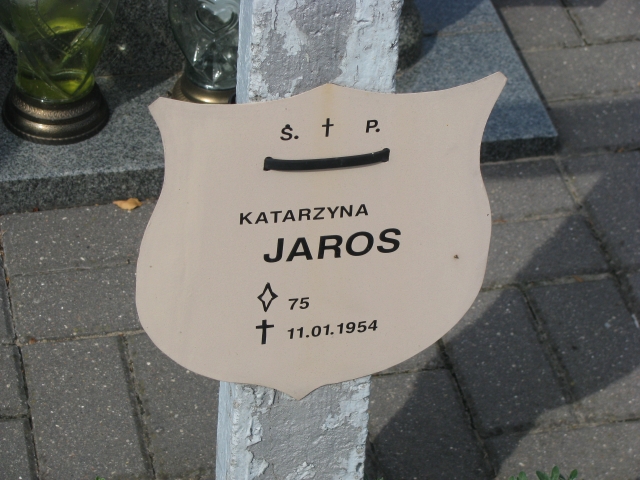 Ś. † P.
KATARZYNA
JAROS
◊ 75
† 11.01.1954